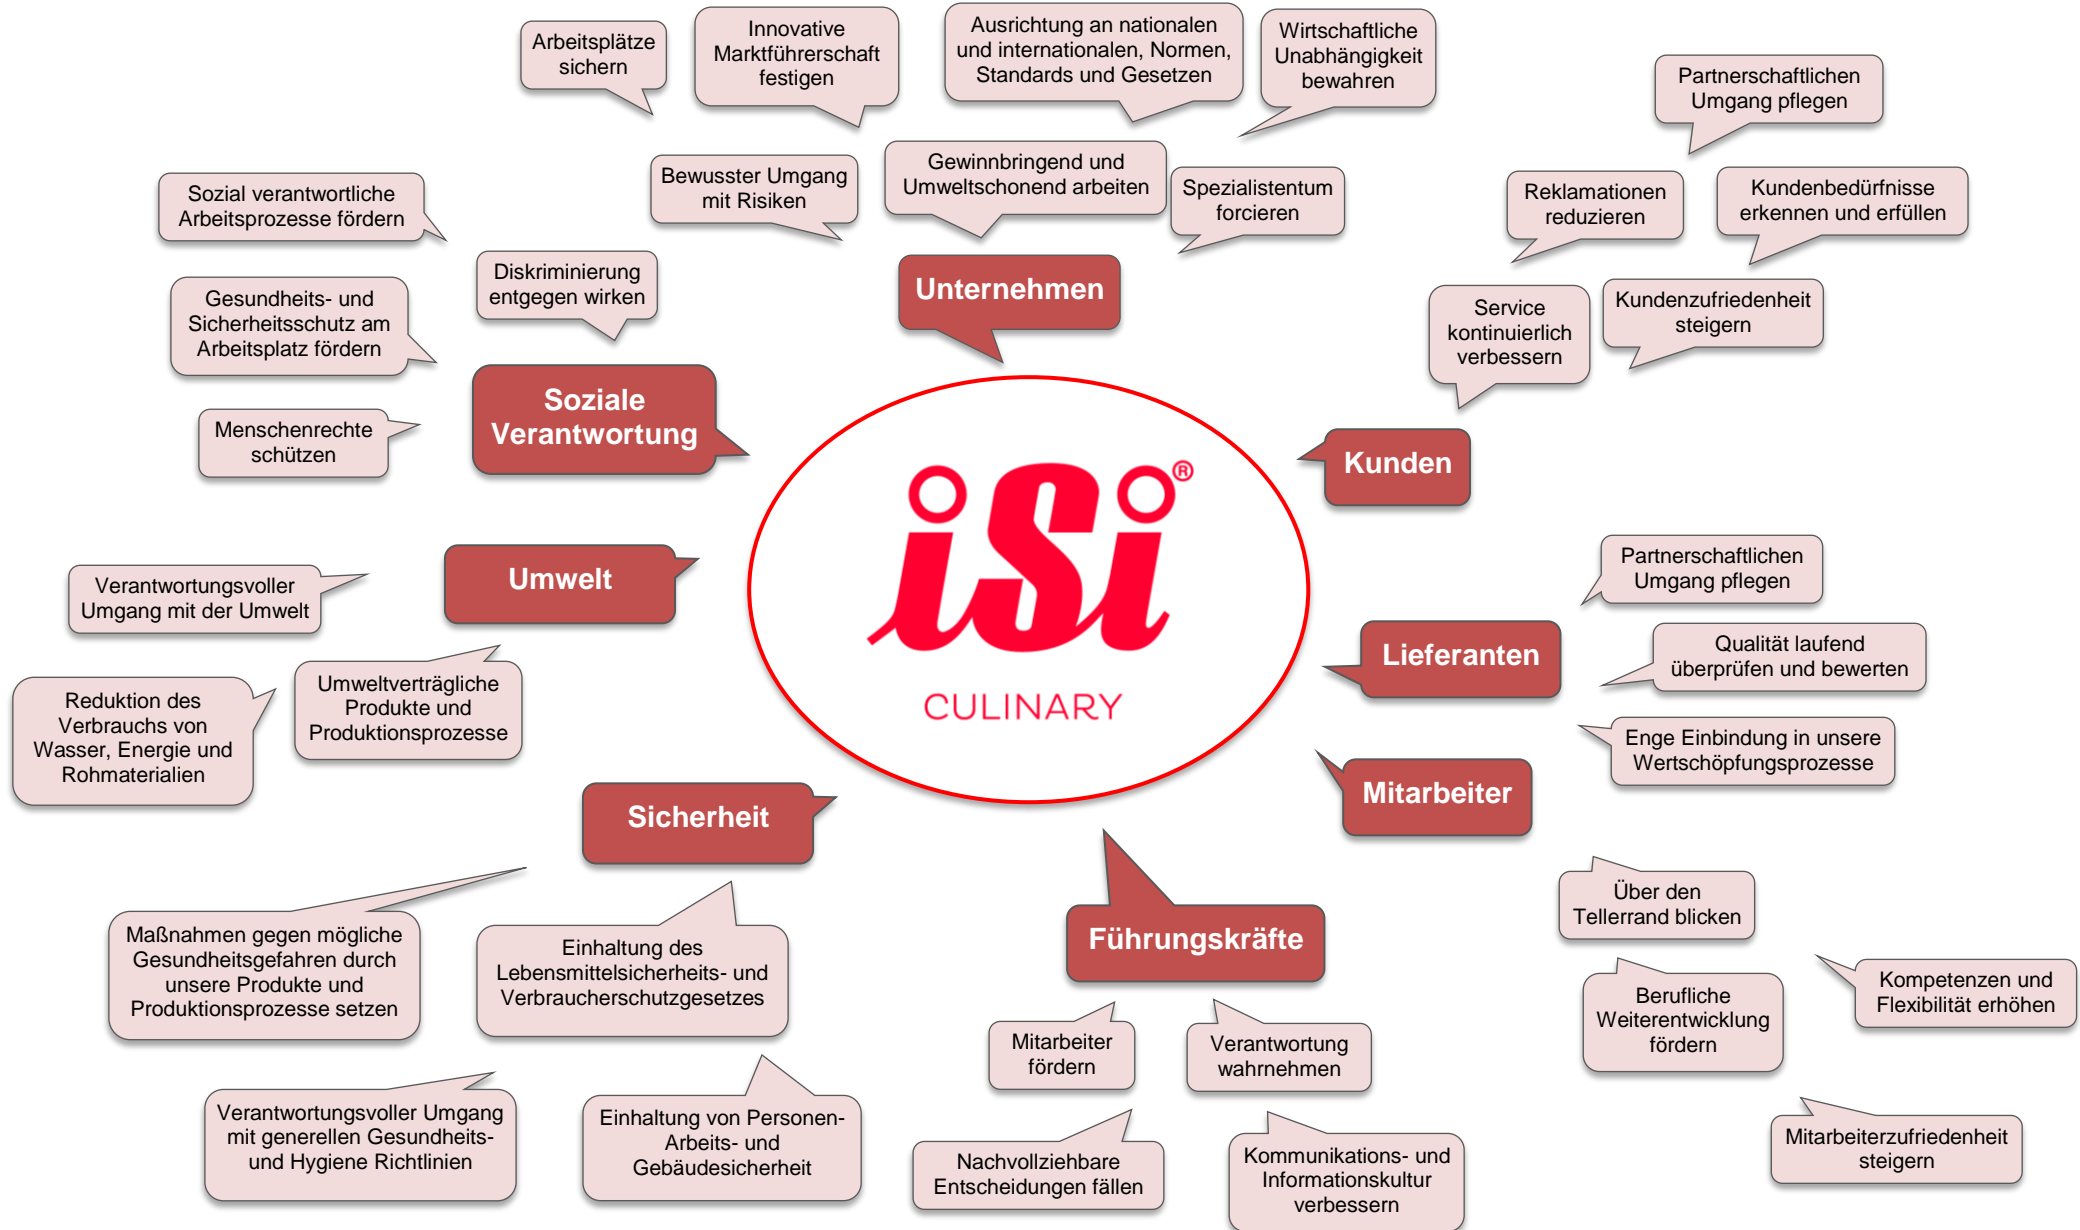 Arbeitsplätze
sichern
Innovative
Marktführerschaft
festigen
Ausrichtung an nationalen
und internationalen, Normen,
Standards und Gesetzen
Wirtschaftliche
Unabhängigkeit
bewahren
Bewusster Umgang
mit Risiken
Gewinnbringend und
Umweltschonend arbeiten
Spezialistentum
forcieren
Unternehmen
Partnerschaftlichen
Umgang pflegen
Reklamationen
reduzieren
Kundenbedürfnisse
erkennen und erfüllen
Service
kontinuierlich
verbessern
Kundenzufriedenheit
steigern
Kunden
Sozial verantwortliche
Arbeitsprozesse fördern
Diskriminierung
entgegen wirken
Gesundheits- und
Sicherheitsschutz am
Arbeitsplatz fördern
Menschenrechte
schützen
Soziale
Verantwortung
iSi®
CULINARY
Umwelt
Verantwortungsvoller
Umgang mit der Umwelt
Reduktion des
Verbrauchs von
Wasser, Energie und
Rohmaterialien
Umweltverträgliche
Produkte und
Produktionsprozesse
Lieferanten
Partnerschaftlichen
Umgang pflegen
Qualität laufend
überprüfen und bewerten
Enge Einbindung in unsere
Wertschöpfungsprozesse
Mitarbeiter
Über den
Tellerrand blicken
Berufliche
Weiterentwicklung
fördern
Kompetenzen und
Flexibilität erhöhen
Mitarbeiterzufriedenheit
steigern
Sicherheit
Maßnahmen gegen mögliche
Gesundheitsgefahren durch
unsere Produkte und
Produktionsprozesse setzen
Einhaltung des
Lebensmittelsicherheits- und
Verbraucherschutzgesetzes
Verantwortungsvoller Umgang
mit generellen Gesundheits-
und Hygiene Richtlinien
Einhaltung von Personen-
Arbeits- und
Gebäudesicherheit
Führungskräfte
Mitarbeiter
fördern
Verantwortung
wahrnehmen
Nachvollziehbare
Entscheidungen fällen
Kommunikations- und
Informationskultur
verbessern